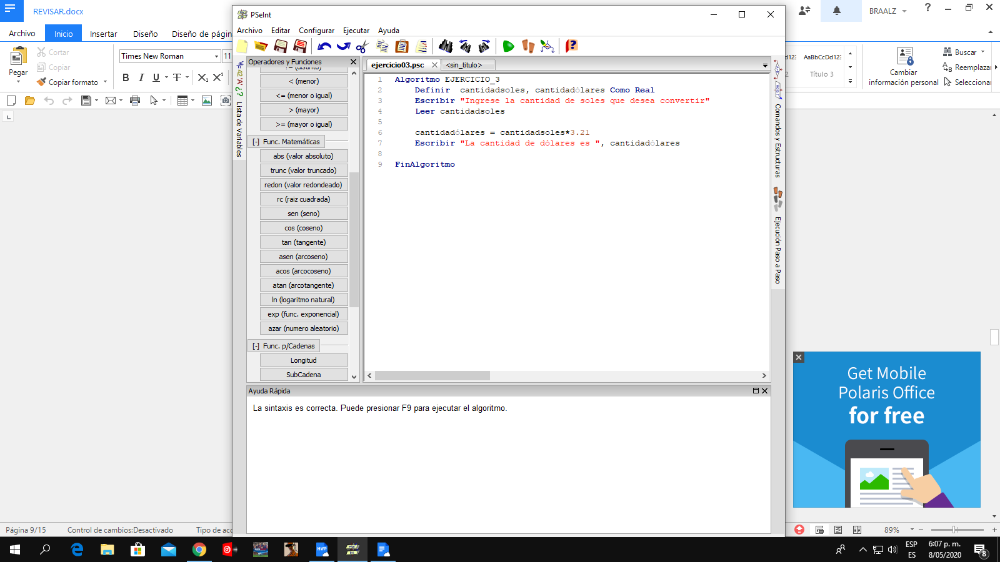 REVISAR.docx
PSeInt
BRAALZ
?
Archivo
Inicio
Insertar
Diseño
Diseño de págin
Archivo Editar Configurar Ejecutar Ayuda
Pegar
Cortar
Copiar
Copiar formato
Times New Roman
11
B I U
Título 3
AaBbCcDd123
Cambiar
información personal
Buscar
Reemplazar
Seleccionar
Lista de Variables
Operadores y Funciones
< (menor)
<= (menor o igual)
> (mayor)
>= (mayor o igual)
[-] Func. Matemáticas
abs (valor absoluto)
trunc (valor truncado)
redon (valor redondeado)
rc (raiz cuadrada)
sen (seno)
cos (coseno)
tan (tangente)
asen (arcoseno)
acos (arcocoseno)
atan (arcotangente)
ln (logaritmo natural)
exp (func. exponencial)
azar (numero aleatorio)
[-] Func. p/Cadenas
Longitud
SubCadena
ejercicio03.psc
<sin_titulo>
1 Algoritmo EJERCICIO_3
2 Definir cantidadsoles, cantidadólares Como Real
3 Escribir "Ingrese la cantidad de soles que desea convertir"
4 Leer cantidadsoles
5
6 cantidadólares = cantidadsoles*3.21
7 Escribir "La cantidad de dólares es ", cantidadólares
8
9 FinAlgoritmo
Comandos y Estructuras
Ejecución Paso a Paso
Ayuda Rápida
La sintaxis es correcta. Puede presionar F9 para ejecutar el algoritmo.
Get Mobile
Polaris Office
for free
Página 9/15
Control de cambios:Desactivado
89%
HWP
ESP
ES
6:07 p. m.
8/05/2020
8